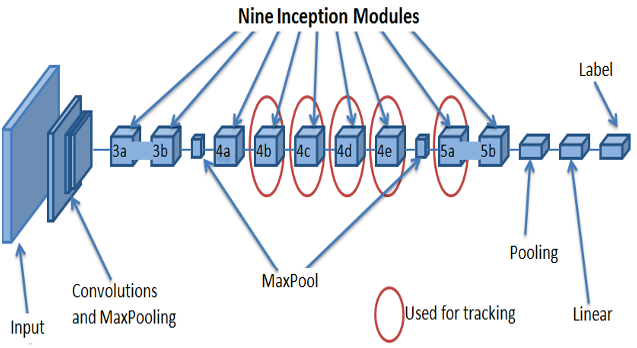 Nine Inception Modules
Label
3a
3b
4a
4b
4c
4d
4e
5a
5b
Pooling
MaxPool
Convolutions
and MaxPooling
Input
Used for tracking
Linear